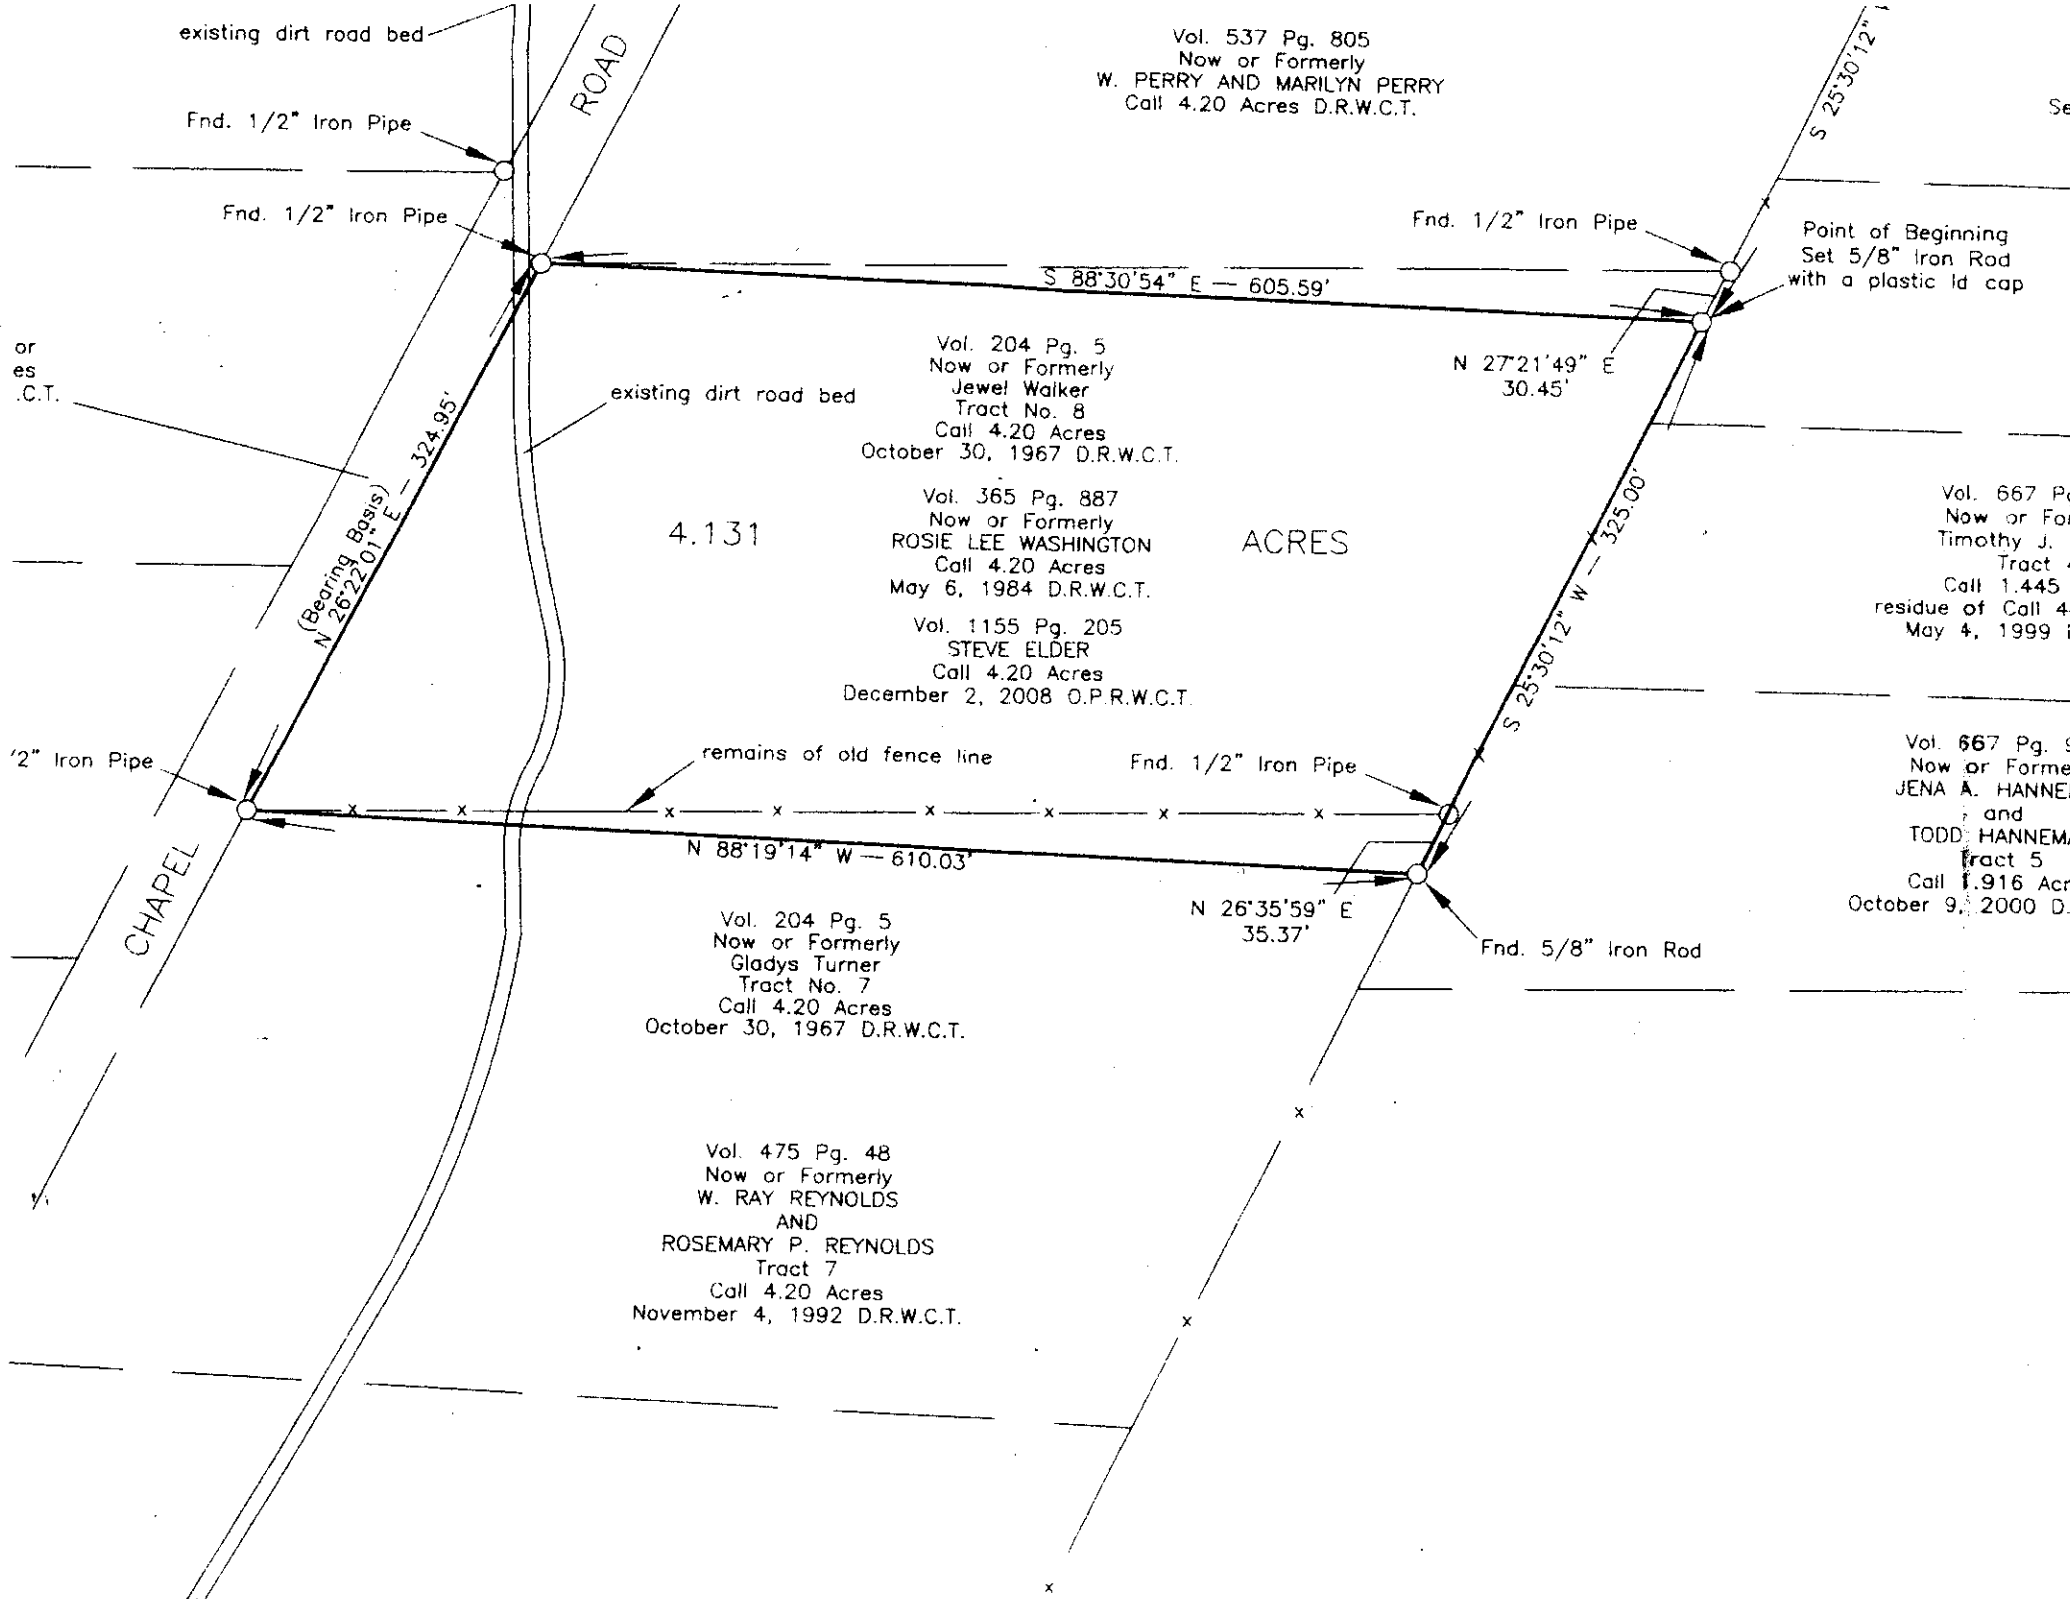 existing dirt road bed
ROAD
Fnd. 1/2" Iron Pipe
Fnd. 1/2" Iron Pipe
Vol. 537 Pg. 805
Now or Formerly
W. PERRY AND MARILYN PERRY
Call 4.20 Acres D.R.W.C.T.
S 25°30'12"
Se
Fnd. 1/2" Iron Pipe
Point of Beginning
Set 5/8" Iron Rod
with a plastic Id cap
S 88°30'54" E — 605.59'
N 27°21'49" E
30.45'
or
es
.C.T.
existing dirt road bed
(Bearing Basis)
N 26°22'01" E — 324.95'
Vol. 204 Pg. 5
Now or Formerly
Jewel Walker
Tract No. 8
Call 4.20 Acres
October 30, 1967 D.R.W.C.T.
4.131 ACRES
Vol. 365 Pg. 887
Now or Formerly
ROSIE LEE WASHINGTON
Call 4.20 Acres
May 6, 1984 D.R.W.C.T.
Vol. 1155 Pg. 205
STEVE ELDER
Call 4.20 Acres
December 2, 2008 O.P.R.W.C.T.
S 25°30'12" W — 325.00'
Vol. 667 Pg
Now or For
Timothy J.
Tract 4
Call 1.445
residue of Call 4
May 4, 1999
'2" Iron Pipe
remains of old fence line
Fnd. 1/2" Iron Pipe
Vol. 667 Pg. 9
Now or Forme
JENA A. HANNE
and
TODD HANNEMA
Tract 5
Call 1.916 Acr
October 9, 2000 D.
CHAPEL
N 88°19'14" W — 610.03'
N 26°35'59" E
35.37'
Fnd. 5/8" Iron Rod
Vol. 204 Pg. 5
Now or Formerly
Gladys Turner
Tract No. 7
Call 4.20 Acres
October 30, 1967 D.R.W.C.T.
Vol. 475 Pg. 48
Now or Formerly
W. RAY REYNOLDS
AND
ROSEMARY P. REYNOLDS
Tract 7
Call 4.20 Acres
November 4, 1992 D.R.W.C.T.